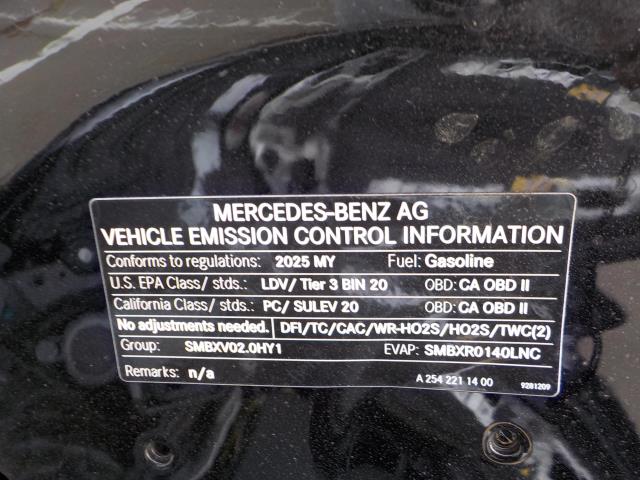 MERCEDES-BENZ AG
VEHICLE EMISSION CONTROL INFORMATION
Conforms to regulations: 2025 MY Fuel: Gasoline
U.S. EPA Class/ stds.: LDV/ Tier 3 BIN 20 OBD: CA OBD II
California Class/ stds.: PC/ SULEV 20 OBD: CA OBD II
No adjustments needed. DFI/TC/CAC/WR-HO2S/HO2S/TWC(2)
Group: SMBXV02.0HY1 EVAP: SMBXR0140LNC
Remarks: n/a A 254 221 14 00 9281209